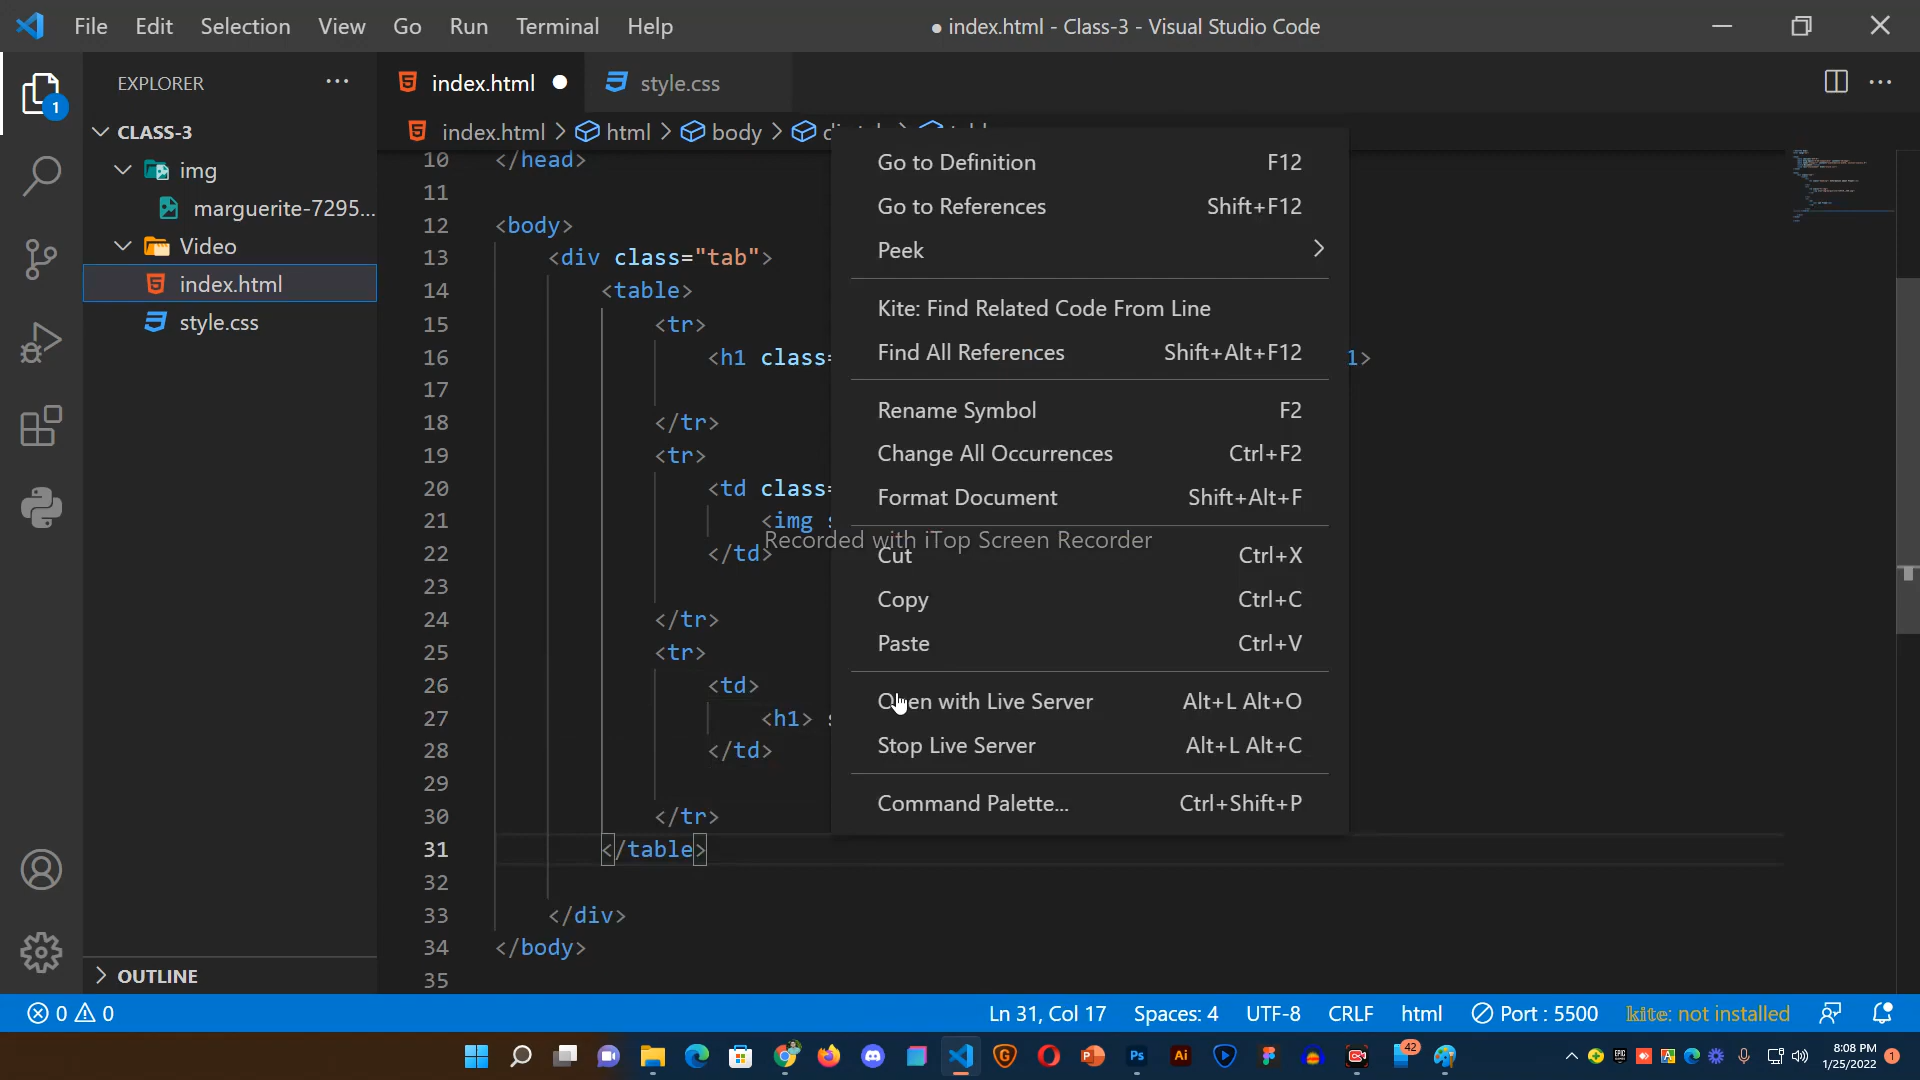 File Edit Selection View Go Run Terminal Help
● index.html - Class-3 - Visual Studio Code
EXPLORER
index.html
style.css
1
CLASS-3
img
marguerite-7295...
Video
index.html
style.css
OUTLINE
index.html > html > body >
10 </head>
11
12 <body>
13 <div class="tab">
14 <table>
15 <tr>
16 <h1 class= 1>
17
18 </tr>
19 <tr>
20 <td class=
21 <img s
22 </td>
23
24 </tr>
25 <tr>
26 <td>
27 <h1> s
28 </td>
29
30 </tr>
31 </table>
32
33 </div>
34 </body>
35
Go to Definition F12
Go to References Shift+F12
Peek
Kite: Find Related Code From Line
Find All References Shift+Alt+F12
Rename Symbol F2
Change All Occurrences Ctrl+F2
Format Document Shift+Alt+F
Recorded with iTop Screen Recorder
Cut Ctrl+X
Copy Ctrl+C
Paste Ctrl+V
Open with Live Server Alt+L Alt+O
Stop Live Server Alt+L Alt+C
Command Palette... Ctrl+Shift+P
0 0
Ln 31, Col 17 Spaces: 4 UTF-8 CRLF html Port : 5500 kite: not installed
42
8:08 PM
1/25/2022
1